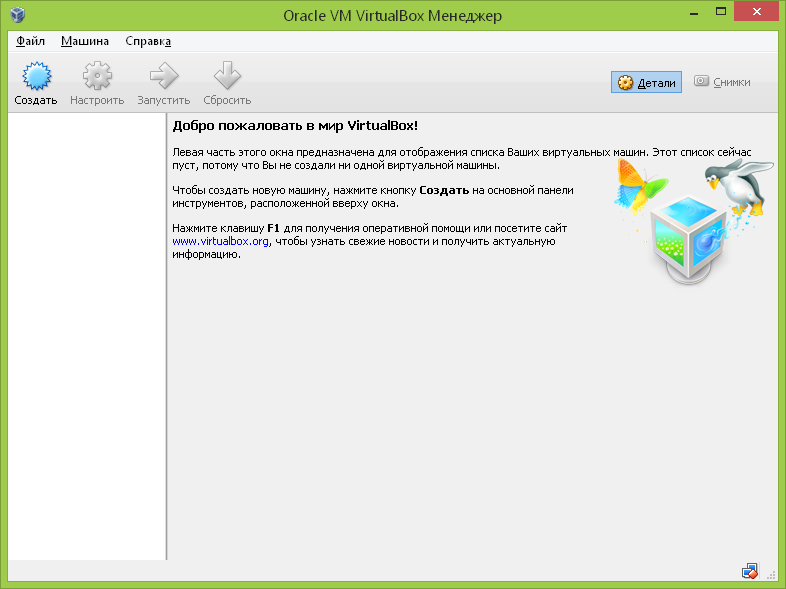 Oracle VM VirtualBox Менеджер
Файл Машина Справка
Создать Настроить Запустить Сбросить Детали Снимки
Добро пожаловать в мир VirtualBox!
Левая часть этого окна предназначена для отображения списка Ваших виртуальных машин. Этот список сейчас
пуст, потому что Вы не создали ни одной виртуальной машины.
Чтобы создать новую машину, нажмите кнопку Создать на основной панели
инструментов, расположенной вверху окна.
Нажмите клавишу F1 для получения оперативной помощи или посетите сайт
www.virtualbox.org, чтобы узнать свежие новости и получить актуальную
информацию.